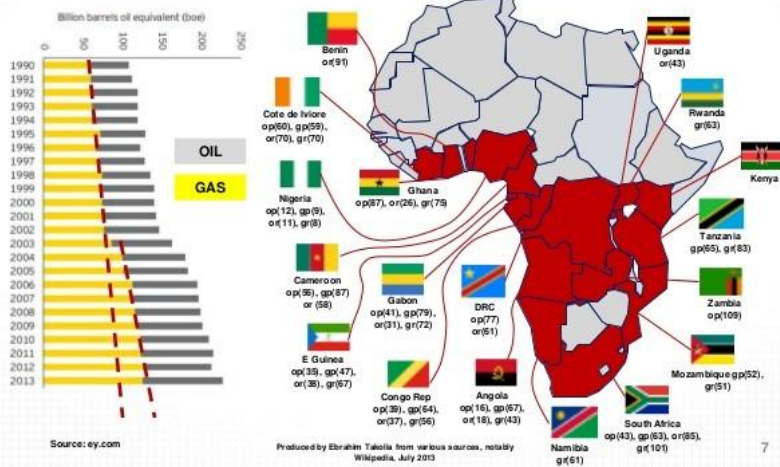 Billion barrels oil equivalent (boe)
0 50 100 150 200 250
1990
1991
1992
1993
1994
1995
1996
1997
1998
1999
2000
2001
2002
2003
2004
2005
2006
2007
2008
2009
2010
2011
2012
2013
OIL
GAS
Source: ey.com
Benin
or(91)
Cote de Iviore
op(60), gp(59),
or(70), gr(70)
Nigeria
op(12), gp(9),
or(11), gr(8)
Ghana
op(87), or(26), gr(75)
Cameroon
op(56), gp(87)
or (58)
Gabon
op(41), gp(79),
or(31), gr(72)
E Guinea
op(35), gp(47),
or(38), gr(67)
Congo Rep
op(39), gp(64),
or(37), gr(56)
DRC
op(77)
or(61)
Angola
op(16), gp(67),
or(18), gr(43)
Namibia
gr(61)
South Africa
op(43), gp(63), or(85),
gr(101)
Mozambique gp(52),
gr(51)
Zambia
op(109)
Tanzania
gp(65), gr(83)
Kenya
Rwanda
gr(63)
Uganda
or(43)
Produced by Ebrahim Takolia from various sources, notably
Wikipedia, July 2013
7